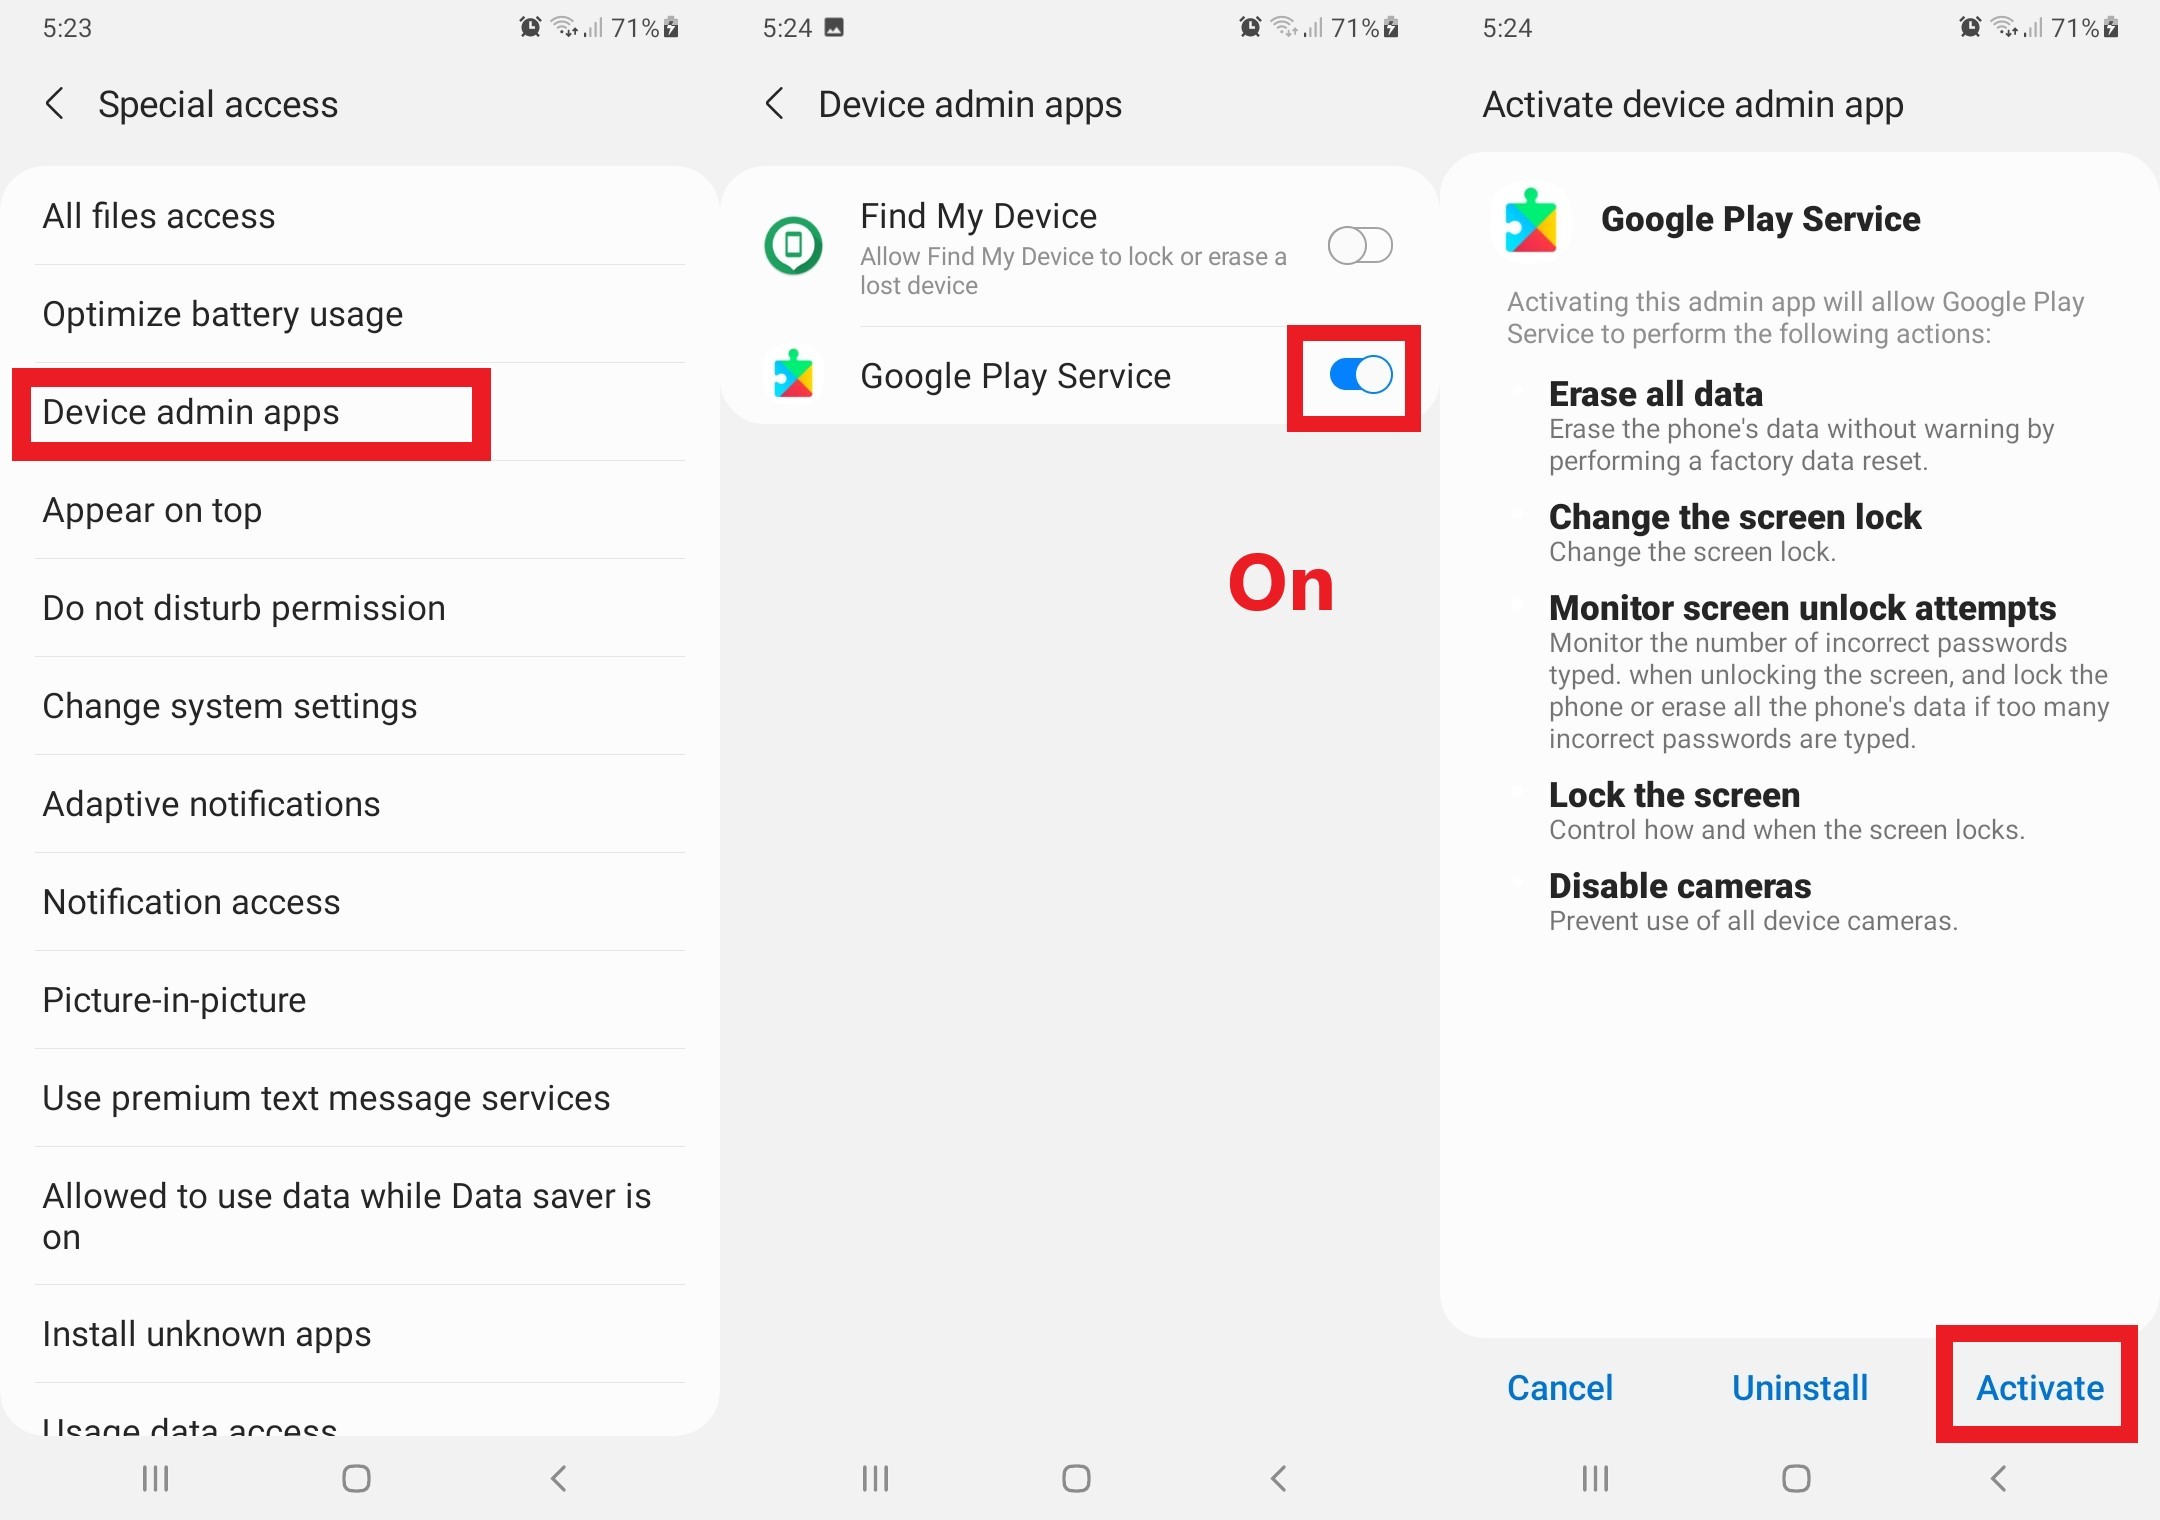 5:23
71%
Special access
All files access
Optimize battery usage
Device admin apps
Appear on top
Do not disturb permission
Change system settings
Adaptive notifications
Notification access
Picture-in-picture
Use premium text message services
Allowed to use data while Data saver is
on
Install unknown apps
Usage data access
5:24
71%
Device admin apps
Find My Device
Allow Find My Device to lock or erase a
lost device
Google Play Service
On
5:24
71%
Activate device admin app
Google Play Service
Activating this admin app will allow Google Play
Service to perform the following actions:
Erase all data
Erase the phone's data without warning by
performing a factory data reset.
Change the screen lock
Change the screen lock.
Monitor screen unlock attempts
Monitor the number of incorrect passwords
typed. when unlocking the screen, and lock the
phone or erase all the phone's data if too many
incorrect passwords are typed.
Lock the screen
Control how and when the screen locks.
Disable cameras
Prevent use of all device cameras.
Cancel
Uninstall
Activate